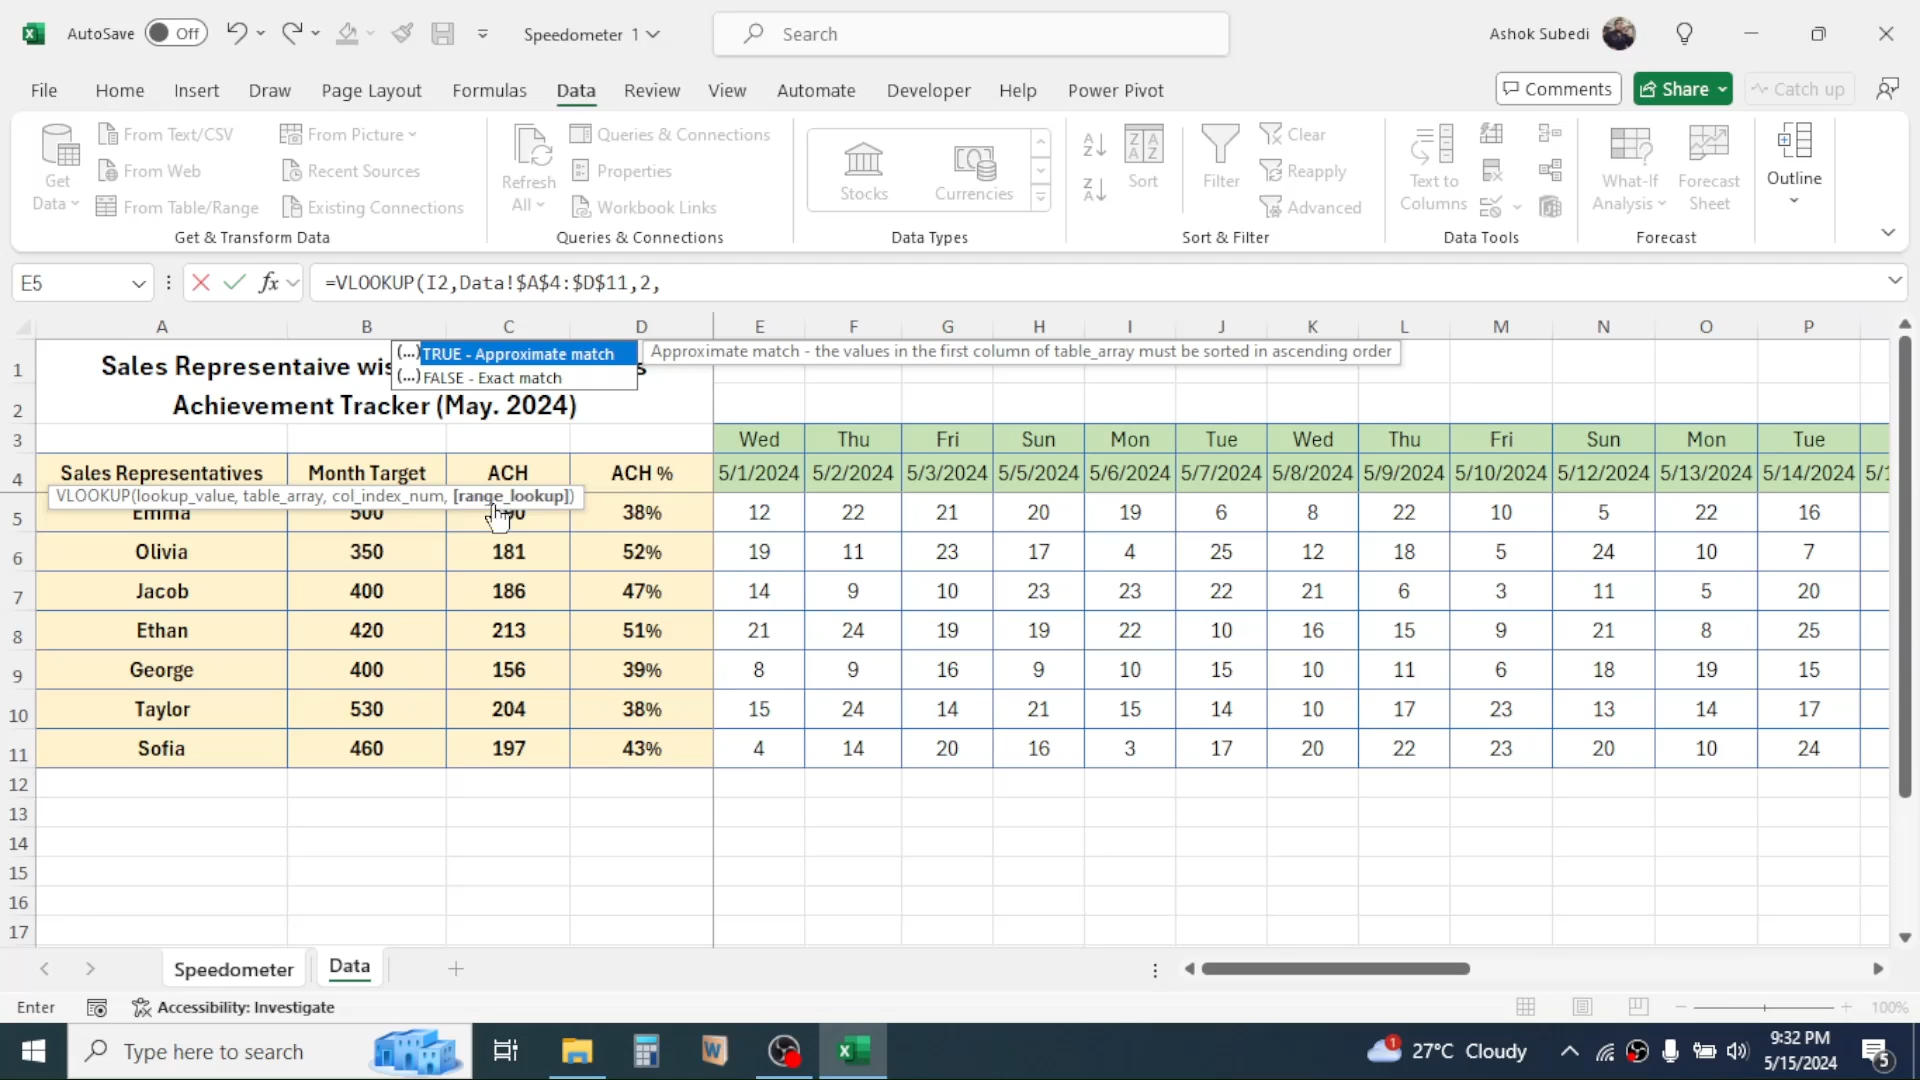 AutoSave Off Speedometer 1 Search Ashok Subedi
File Home Insert Draw Page Layout Formulas Data Review View Automate Developer Help Power Pivot Comments Share Catch up
From Text/CSV From Picture Queries & Connections Clear
Get Data From Web Recent Sources Refresh All Properties Stocks Currencies Sort Filter Reapply Text to Columns What-If Analysis Forecast Sheet Outline
From Table/Range Existing Connections Workbook Links Advanced
Get & Transform Data Queries & Connections Data Types Sort & Filter Data Tools Forecast
E5 fx =VLOOKUP(I2,Data!$A$4:$D$11,2,
A B C D E F G H I J K L M N O P
(...) TRUE - Approximate match Approximate match - the values in the first column of table_array must be sorted in ascending order
1 Sales Representaive wis s
(...) FALSE - Exact match
2 Achievement Tracker (May. 2024)
3 Wed Thu Fri Sun Mon Tue Wed Thu Fri Sun Mon Tue
4 Sales Representatives Month Target ACH ACH % 5/1/2024 5/2/2024 5/3/2024 5/5/2024 5/6/2024 5/7/2024 5/8/2024 5/9/2024 5/10/2024 5/12/2024 5/13/2024 5/14/2024 5/1
VLOOKUP(lookup_value, table_array, col_index_num, [range_lookup])
5 Emma 500 38% 12 22 21 20 19 6 8 22 10 5 22 16
6 Olivia 350 181 52% 19 11 23 17 4 25 12 18 5 24 10 7
7 Jacob 400 186 47% 14 9 10 23 23 22 21 6 3 11 5 20
8 Ethan 420 213 51% 21 24 19 19 22 10 16 15 9 21 8 25
9 George 400 156 39% 8 9 16 9 10 15 10 11 6 18 19 15
10 Taylor 530 204 38% 15 24 14 21 15 14 10 17 23 13 14 17
11 Sofia 460 197 43% 4 14 20 16 3 17 20 22 23 20 10 24
12
13
14
15
16
17
Speedometer Data
Enter Accessibility: Investigate 100%
Type here to search 27°C Cloudy 9:32 PM
5/15/2024 5